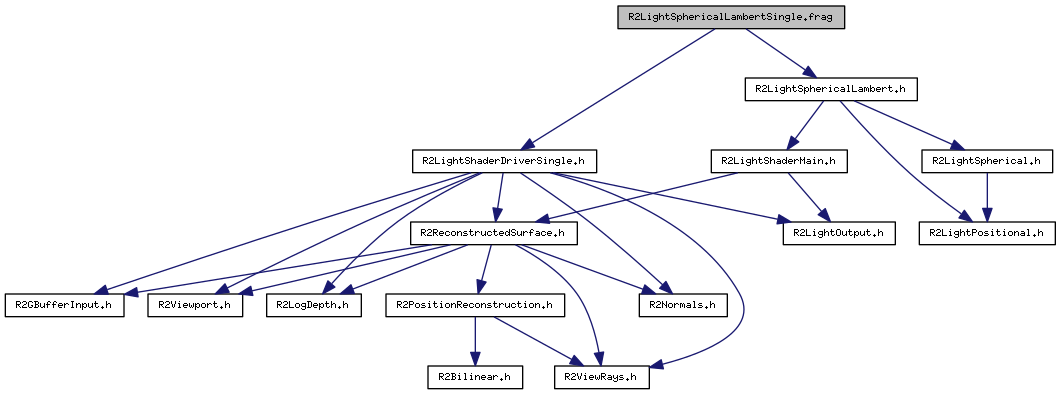 R2LightSphericalLambertSingle.frag
R2LightSphericalLambert.h
R2LightShaderDriverSingle.h
R2LightShaderMain.h
R2LightSpherical.h
R2ReconstructedSurface.h
R2LightOutput.h
R2LightPositional.h
R2GBufferInput.h
R2Viewport.h
R2LogDepth.h
R2PositionReconstruction.h
R2Normals.h
R2Bilinear.h
R2ViewRays.h